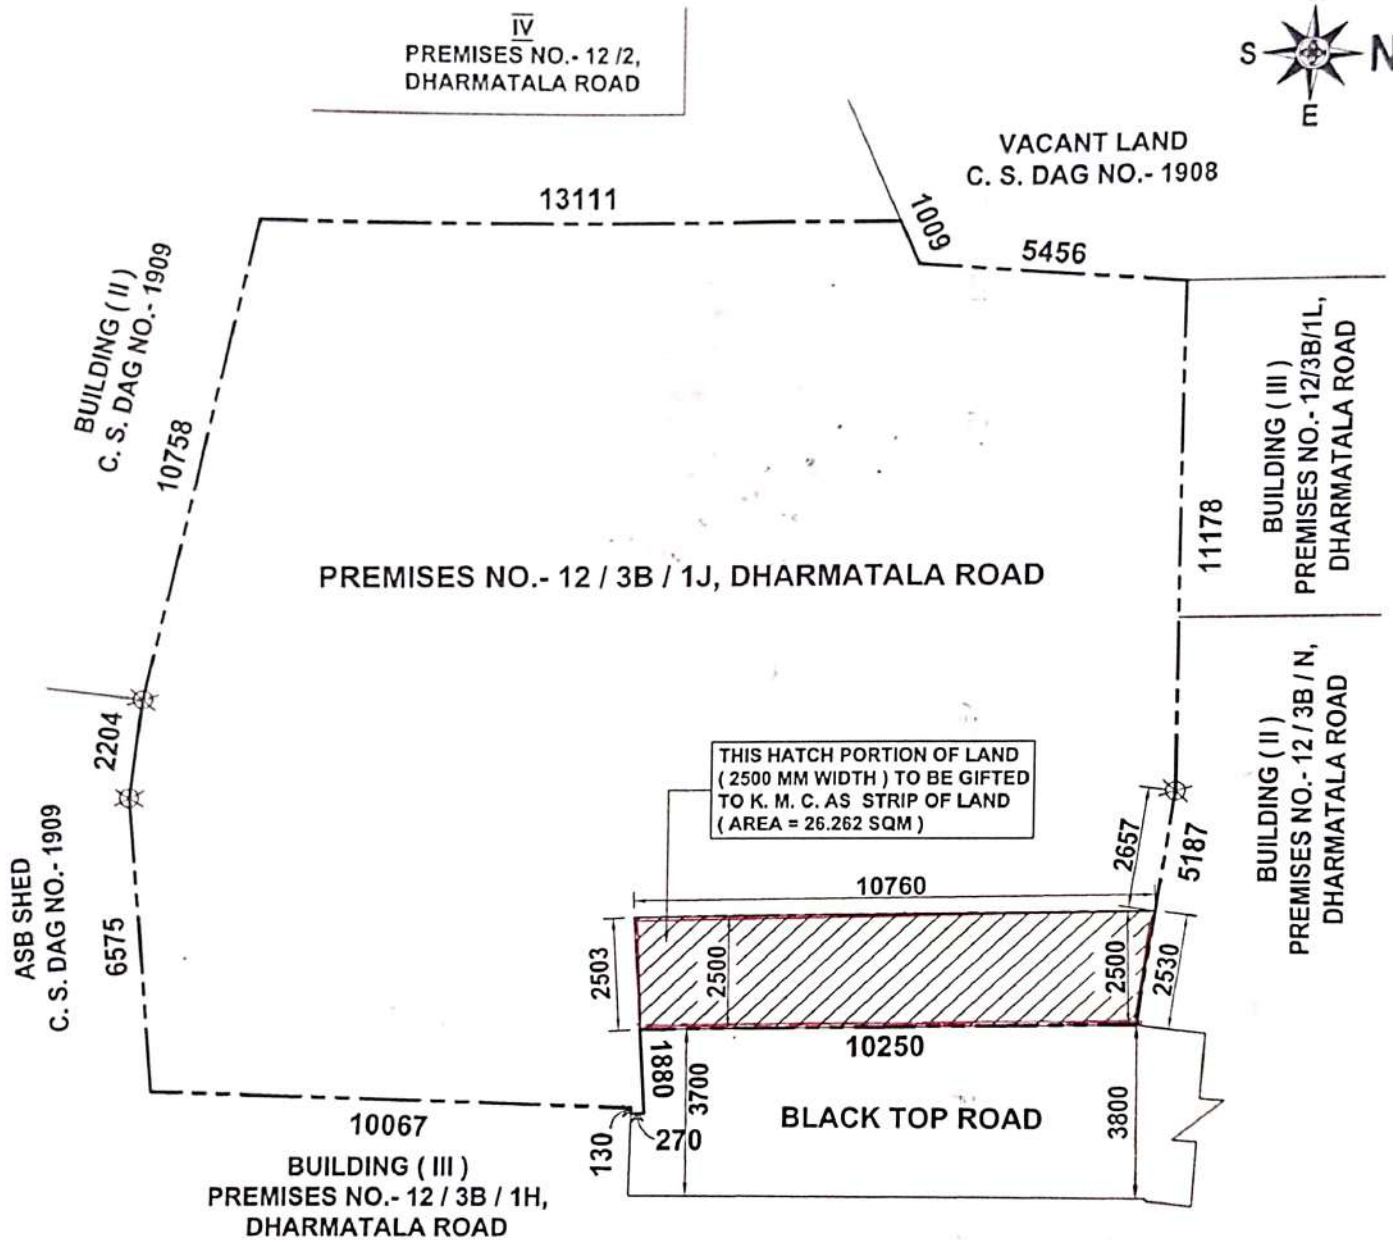 IV
PREMISES NO.- 12 /2,
DHARMATALA ROAD
S
N
E
VACANT LAND
C. S. DAG NO.- 1908
13111
1009
5456
BUILDING ( II )
C. S. DAG NO.- 1909
10758
BUILDING ( III )
PREMISES NO.- 12/3B/1L,
DHARMATALA ROAD
11178
PREMISES NO.- 12 / 3B / 1J, DHARMATALA ROAD
2204
BUILDING ( II )
PREMISES NO.- 12 / 3B / N,
DHARMATALA ROAD
THIS HATCH PORTION OF LAND
( 2500 MM WIDTH ) TO BE GIFTED
TO K. M. C. AS STRIP OF LAND
( AREA = 26.262 SQM )
2657
5187
ASB SHED
C. S. DAG NO.- 1909
6575
10760
2503
2500
2500
2530
10250
1880
3700
BLACK TOP ROAD
3800
10067
130
270
BUILDING ( III )
PREMISES NO.- 12 / 3B / 1H,
DHARMATALA ROAD